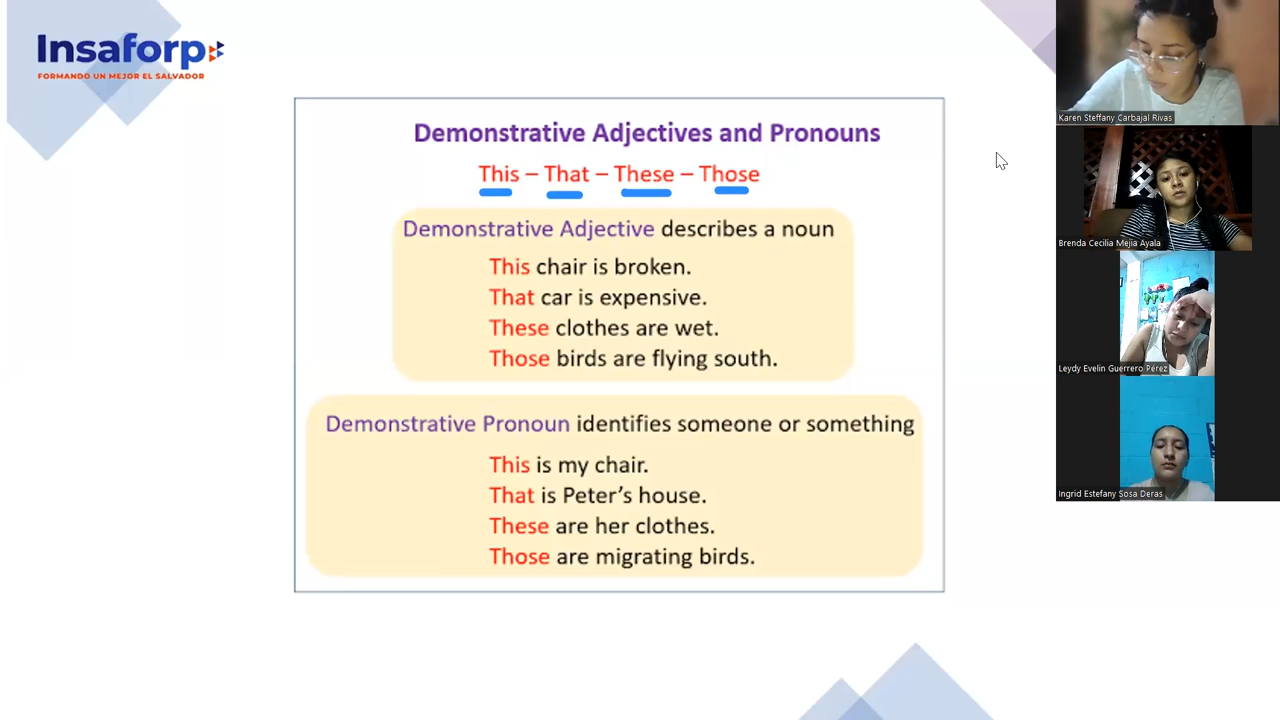 Insaforp
FORMANDO UN MEJOR EL SALVADOR
Demonstrative Adjectives and Pronouns
This – That – These – Those
Demonstrative Adjective describes a noun
This chair is broken.
That car is expensive.
These clothes are wet.
Those birds are flying south.
Demonstrative Pronoun identifies someone or something
This is my chair.
That is Peter’s house.
These are her clothes.
Those are migrating birds.
Karen Steffany Carbajal Rivas
Brenda Cecilia Mejia Ayala
Leydy Evelin Guerrero Pérez
Ingrid Estefany Sosa Deras